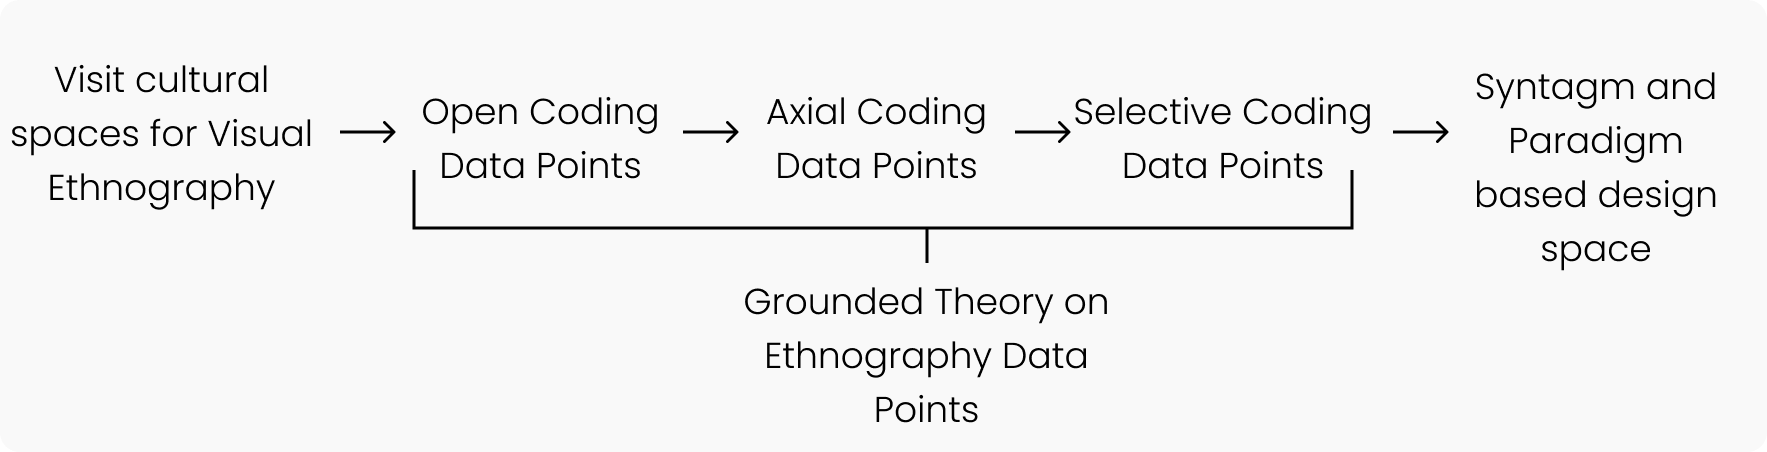 Visit cultural
spaces for Visual
Ethnography
Open Coding
Data Points
Axial Coding
Data Points
Selective Coding
Data Points
Syntagm and
Paradigm
based design
space
Grounded Theory on
Ethnography Data
Points